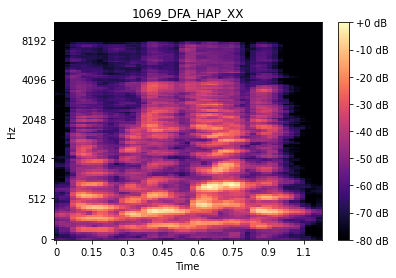 1069_DFA_HAP_XX
+0 dB
8192
-10 dB
4096
-20 dB
-30 dB
2048
Hz
-40 dB
1024
-50 dB
-60 dB
512
-70 dB
0
-80 dB
0 0.15 0.3 0.45 0.6 0.75 0.9 1.1
Time